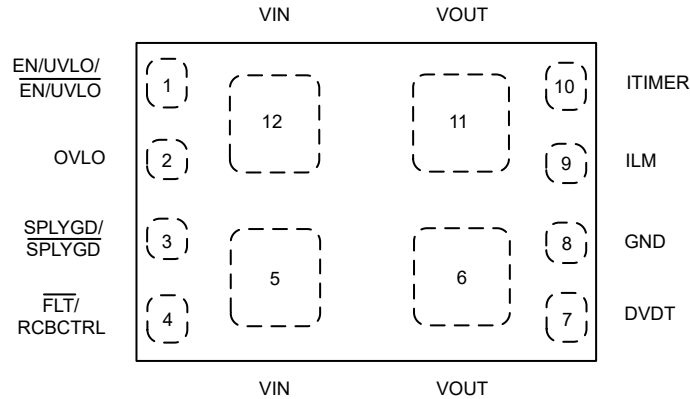 VIN VOUT
EN/UVLO/
EN/UVLO
1
12
11
10
ITIMER
OVLO
2
9
ILM
SPLYGD/
SPLYGD
3
5
6
8
GND
FLT/
RCBCTRL
4
7
DVDT
VIN VOUT